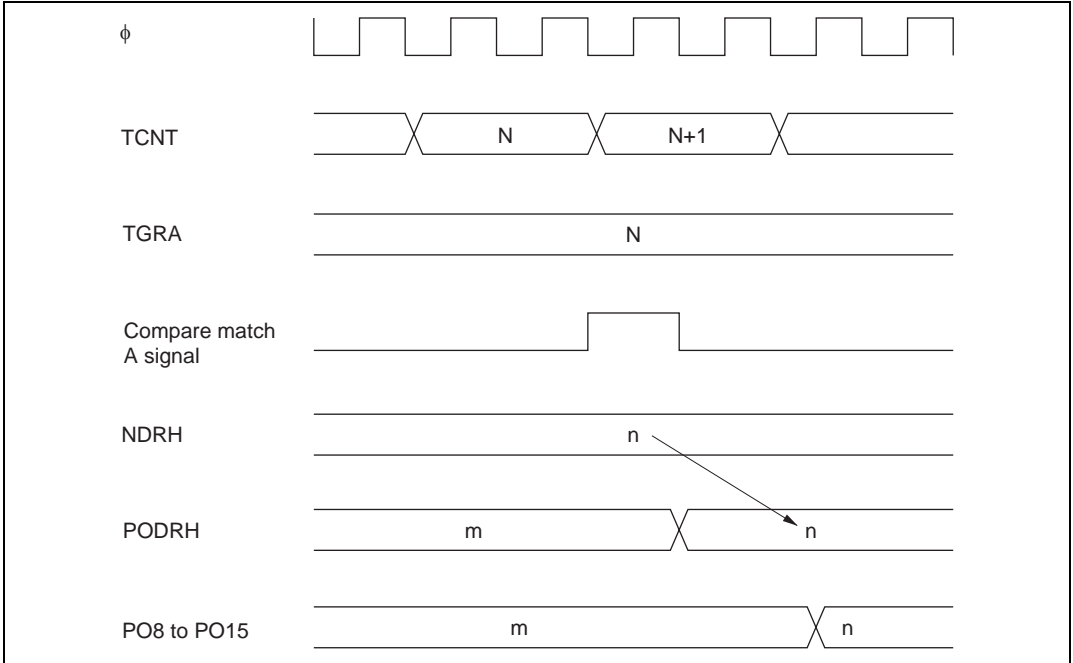 ϕ
TCNT
N
N+1
TGRA
N
Compare match
A signal
NDRH
n
PODRH
m
n
PO8 to PO15
m
n